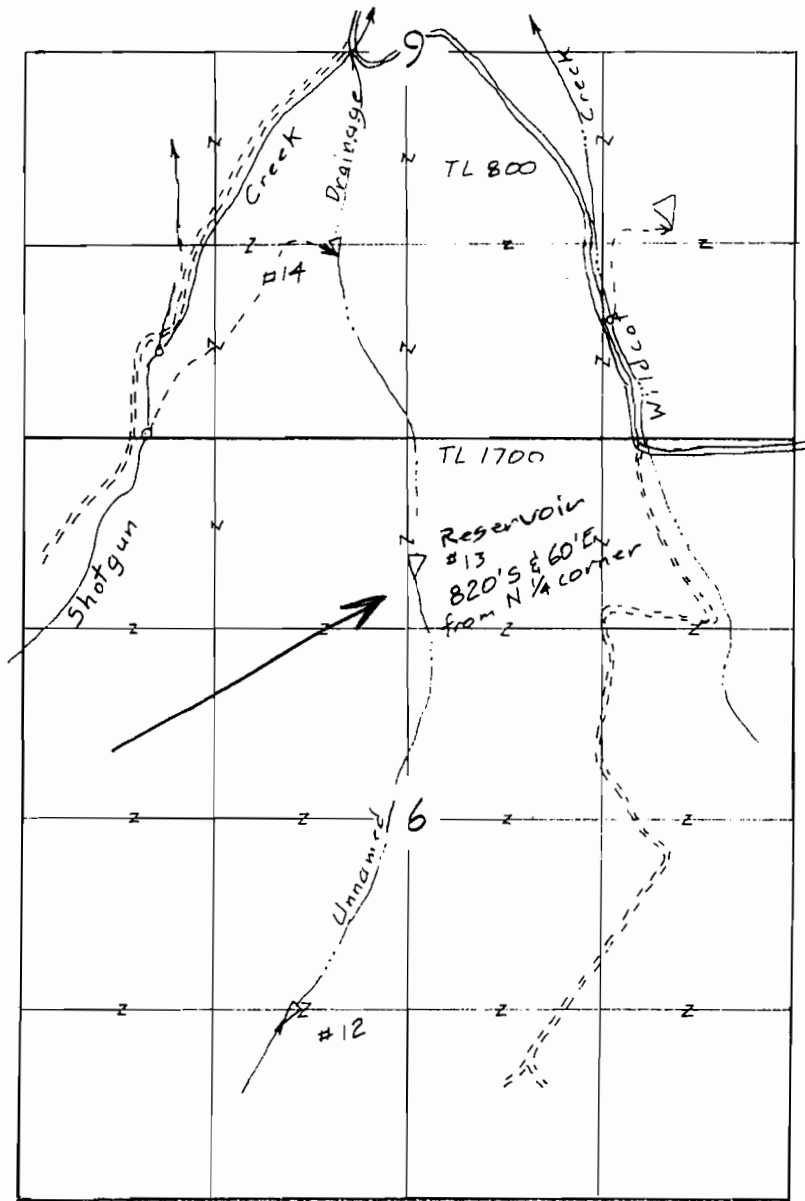 9
Creek
Creek
Drainage
TL 800
#14
Wildcat
TL 1700
Shotgun
Reservoir
#13
820'S & 60'E
from N 1/4 corner
6
Unnamed
#12